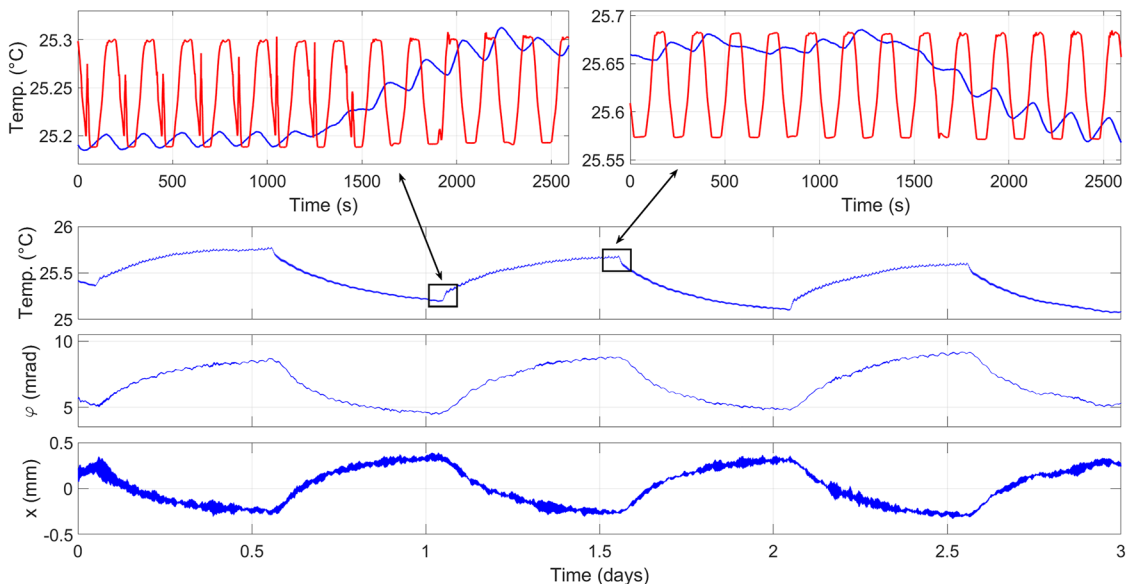 25.3
25.25
25.2
Temp. (°C)
0 500 1000 1500 2000 2500
Time (s)
25.7
25.65
25.6
25.55
0 500 1000 1500 2000 2500
Time (s)
26
25.5
25
Temp. (°C)
10
5
φ (mrad)
0.5
0
-0.5
x (mm)
0 0.5 1 1.5 2 2.5 3
Time (days)